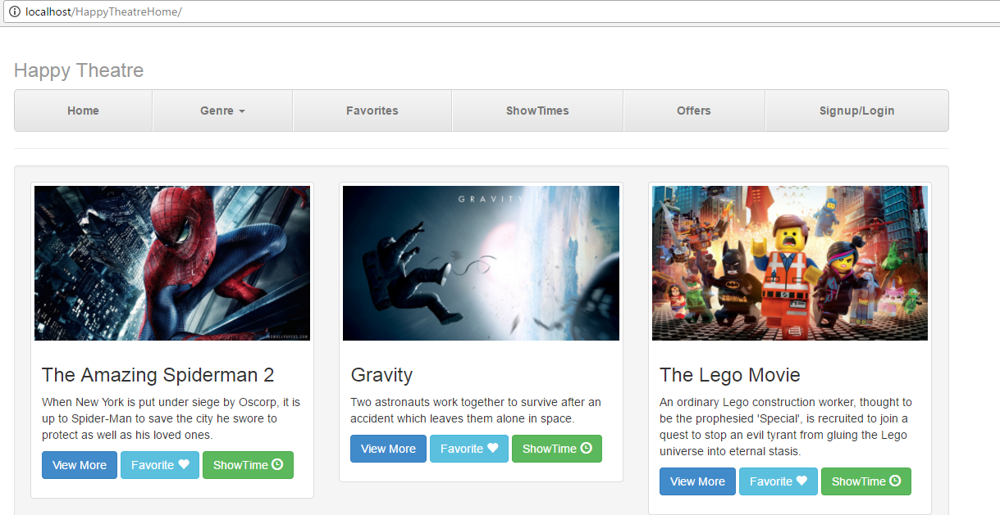 localhost/HappyTheatreHome/
Happy Theatre
Home
Genre
Favorites
ShowTimes
Offers
Signup/Login
GRAVITY
The Amazing Spiderman 2
When New York is put under siege by Oscorp, it is
up to Spider-Man to save the city he swore to
protect as well as his loved ones.
View More
Favorite
ShowTime
Gravity
Two astronauts work together to survive after an
accident which leaves them alone in space.
View More
Favorite
ShowTime
The Lego Movie
An ordinary Lego construction worker, thought to
be the prophesied 'Special', is recruited to join a
quest to stop an evil tyrant from gluing the Lego
universe into eternal stasis.
View More
Favorite
ShowTime